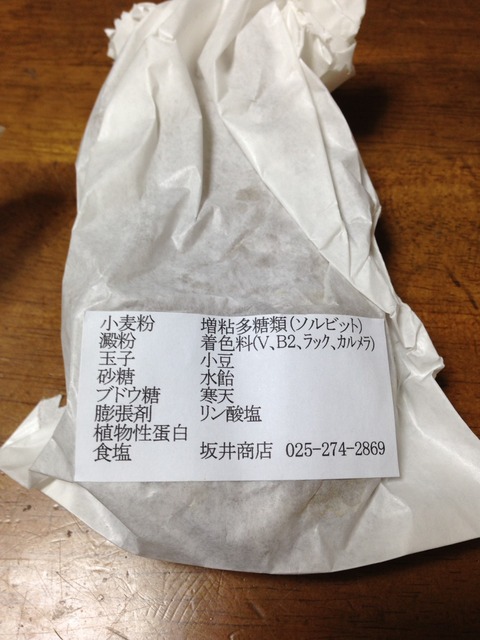 小麦粉
澱粉
玉子
砂糖
ブドウ糖
膨張剤
植物性蛋白
食塩
増粘多糖類(ソルビット)
着色料(V、B2、ラック、カルメラ)
小豆
水飴
寒天
リン酸塩
坂井商店 025-274-2869